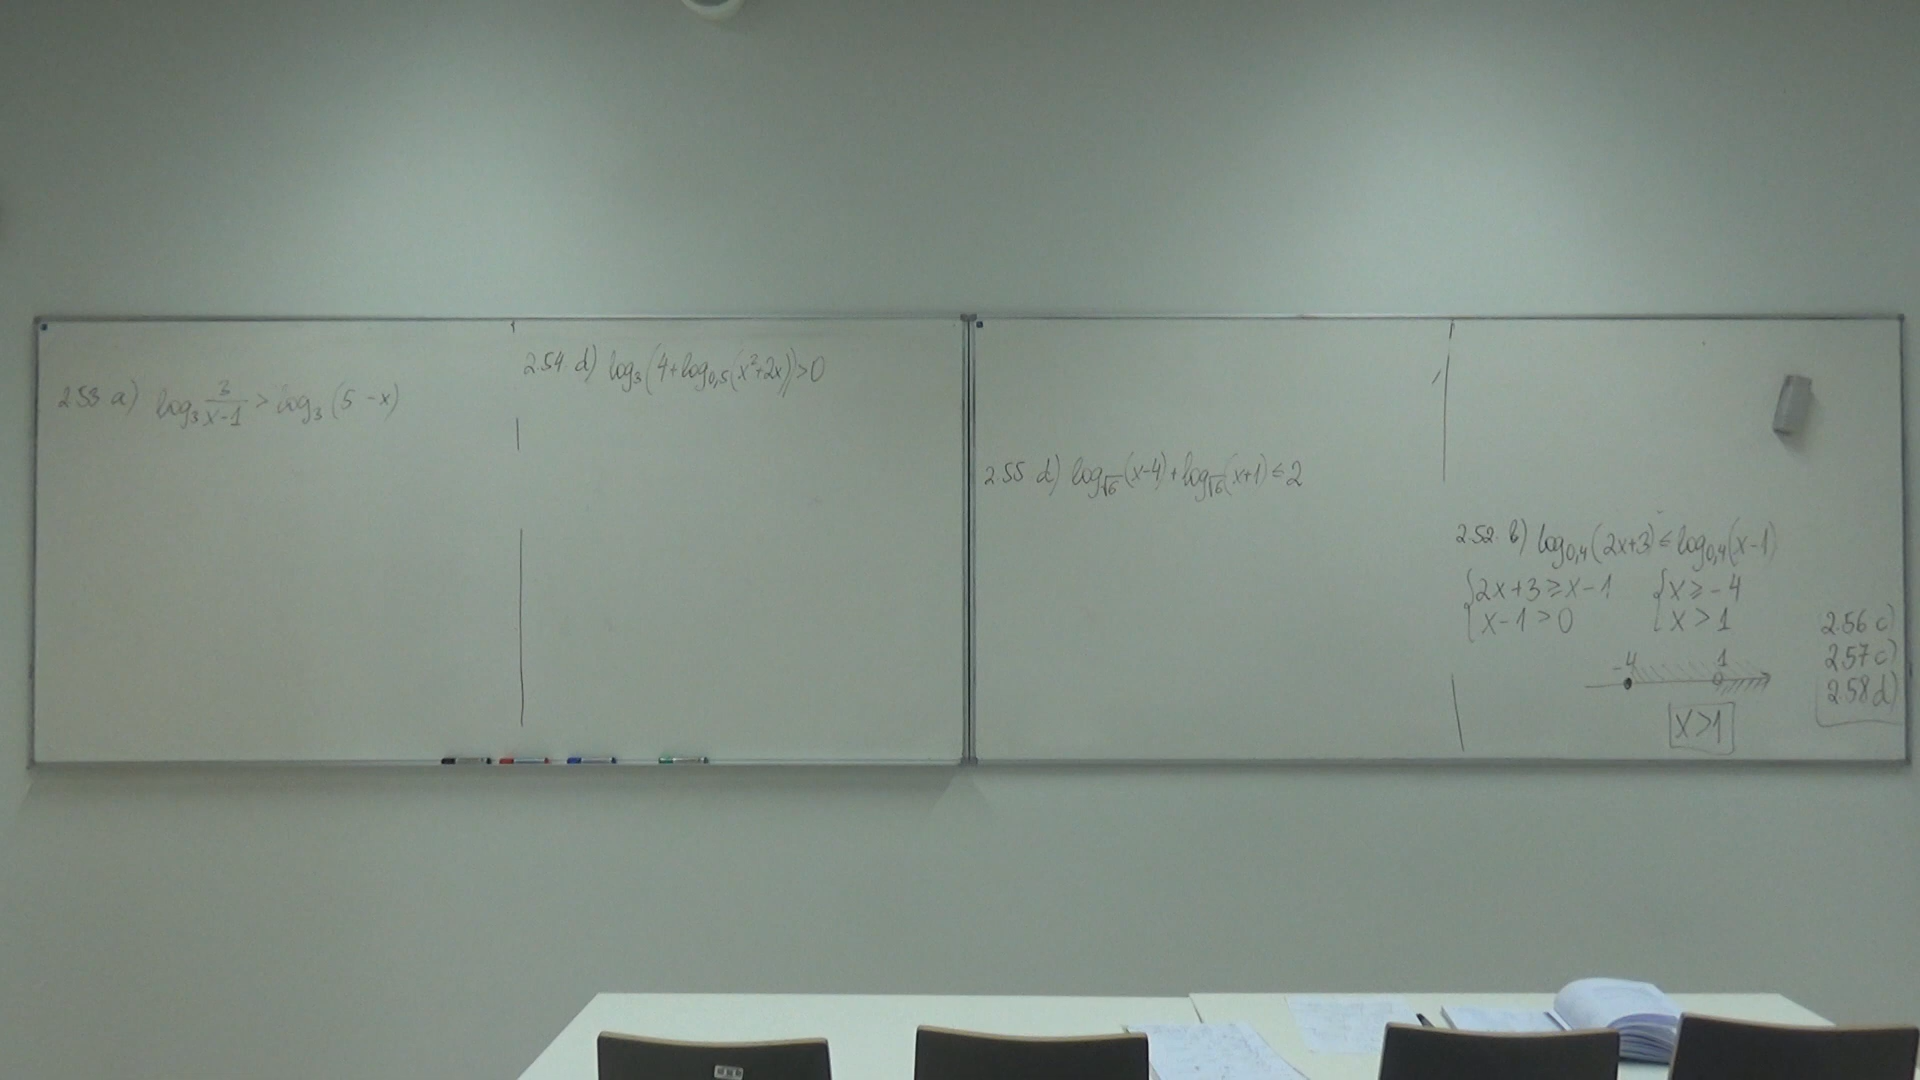 2.53 a) log₃ 3/(x-1) > log₃ (5-x)
2.54 d) log₃(4+log₀,₅(x²+2x))>0
2.55 d) log_√6(x-4)+log_√6(x+1)≤2
2.52. b) log₀,₄(2x+3)≤log₀,₄(x-1)
{2x+3≥x-1 {x≥-4
x-1>0 x>1
-4 1
x>1
2.56 c)
2.57 c)
2.58 d)